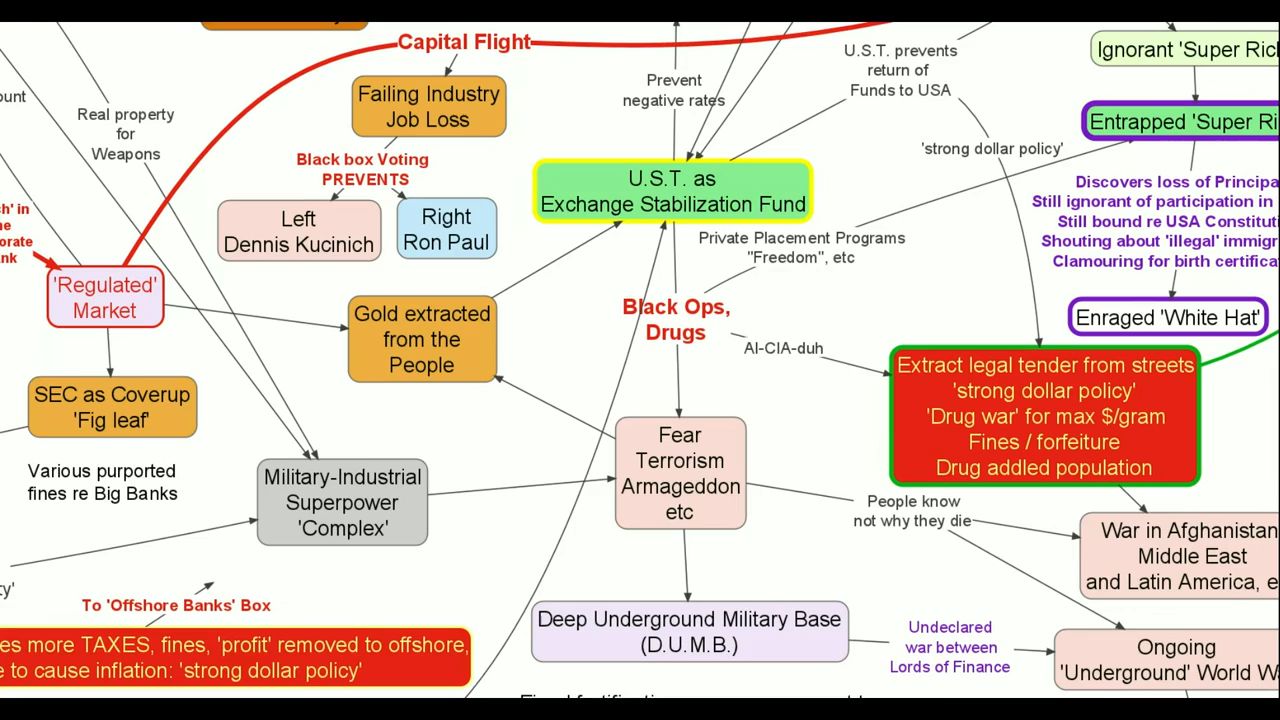 Capital Flight
Failing Industry
Job Loss
Real property
for
Weapons
Black box Voting
PREVENTS
Left
Dennis Kucinich
Right
Ron Paul
Prevent
negative rates
U.S.T. prevents
return of
Funds to USA
'strong dollar policy'
Ignorant 'Super Rich
Entrapped 'Super Ri
U.S.T. as
Exchange Stabilization Fund
Discovers loss of Principa
Still ignorant of participation in
Still bound re USA Constitut
Shouting about 'illegal' immigr
Clamouring for birth certifica
Enraged 'White Hat'
Private Placement Programs
"Freedom", etc
'Regulated'
Market
Gold extracted
from the
People
Black Ops,
Drugs
AI-CIA-duh
Extract legal tender from streets
'strong dollar policy'
'Drug war' for max $/gram
Fines / forfeiture
Drug addled population
SEC as Coverup
'Fig leaf'
Various purported
fines re Big Banks
Military-Industrial
Superpower
'Complex'
Fear
Terrorism
Armageddon
etc
People know
not why they die
War in Afghanistan
Middle East
and Latin America, e
To 'Offshore Banks' Box
es more TAXES, fines, 'profit' removed to offshore,
e to cause inflation: 'strong dollar policy'
Deep Underground Military Base
(D.U.M.B.)
Undeclared
war between
Lords of Finance
Ongoing
'Underground' World Wa